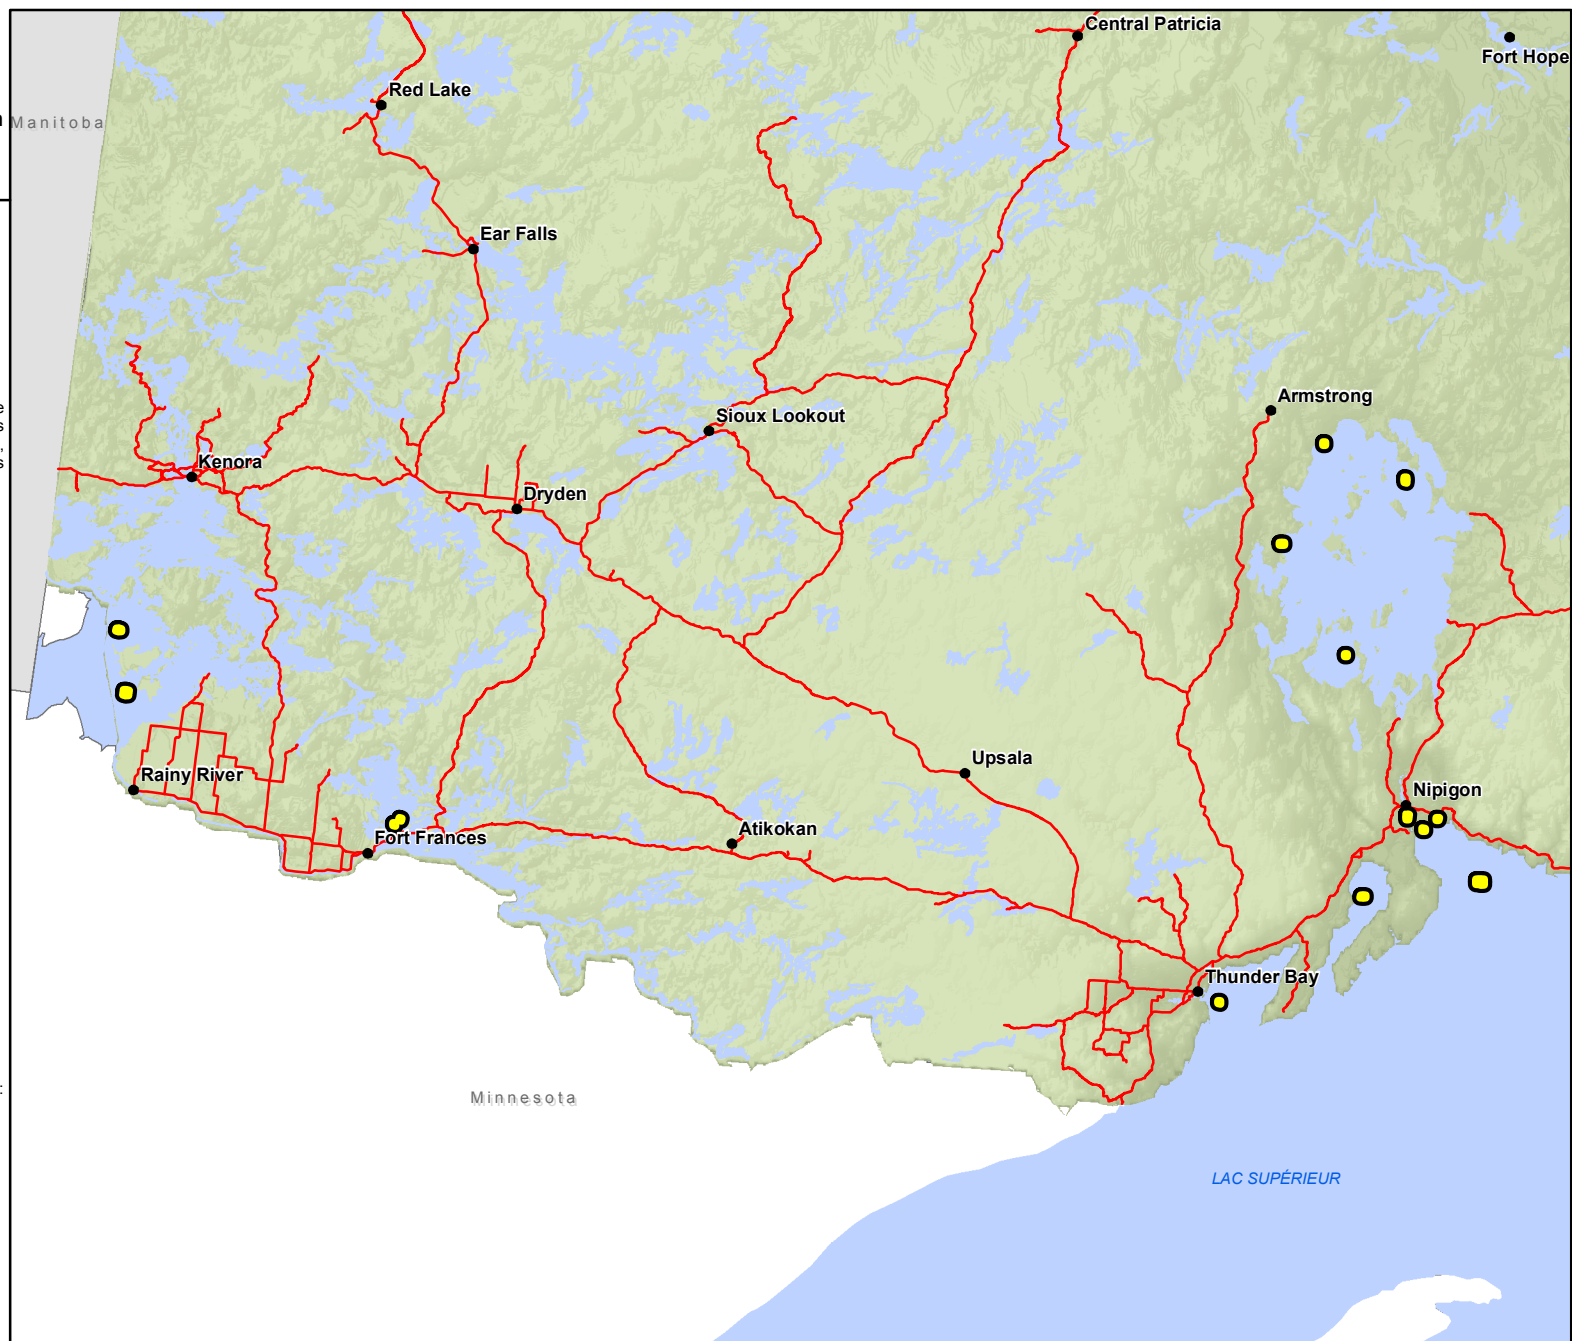 Central Patricia
Fort Hope
Red Lake
Manitoba
Ear Falls
Armstrong
Sioux Lookout
Kenora
Dryden
Upsala
Rainy River
Nipigon
Atikokan
Fort Frances
Thunder Bay
Minnesota
LAC SUPÉRIEUR